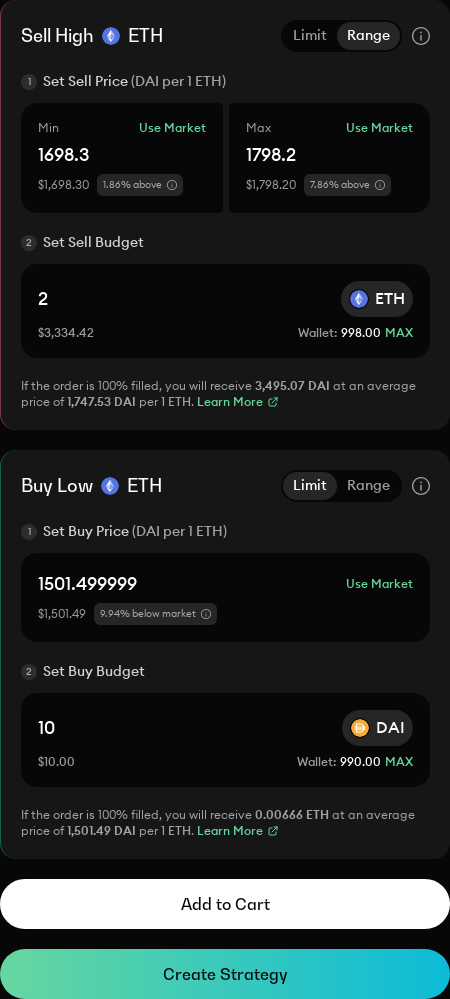 Sell High ETH Limit Range
1 Set Sell Price (DAI per 1 ETH)
Min Use Market
1698.3
$1,698.30 1.86% above
Max Use Market
1798.2
$1,798.20 7.86% above
2 Set Sell Budget
2 ETH
$3,334.42 Wallet: 998.00 MAX
If the order is 100% filled, you will receive 3,495.07 DAI at an average
price of 1,747.53 DAI per 1 ETH. Learn More
Buy Low ETH Limit Range
1 Set Buy Price (DAI per 1 ETH)
1501.499999 Use Market
$1,501.49 9.94% below market
2 Set Buy Budget
10 DAI
$10.00 Wallet: 990.00 MAX
If the order is 100% filled, you will receive 0.00666 ETH at an average
price of 1,501.49 DAI per 1 ETH. Learn More
Add to Cart
Create Strategy